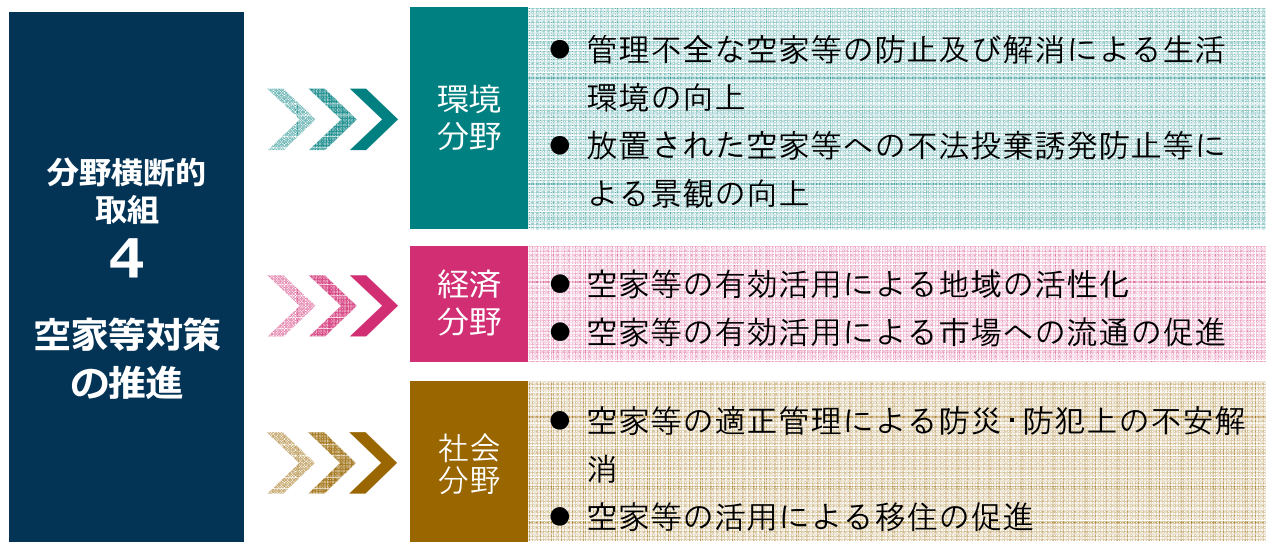 分野横断的
取組
4
空家等対策
の推進
環境
分野
● 管理不全な空家等の防止及び解消による生活
環境の向上
● 放置された空家等への不法投棄誘発防止等に
よる景観の向上
経済
分野
● 空家等の有効活用による地域の活性化
● 空家等の有効活用による市場への流通の促進
社会
分野
● 空家等の適正管理による防災・防犯上の不安解
消
● 空家等の活用による移住の促進